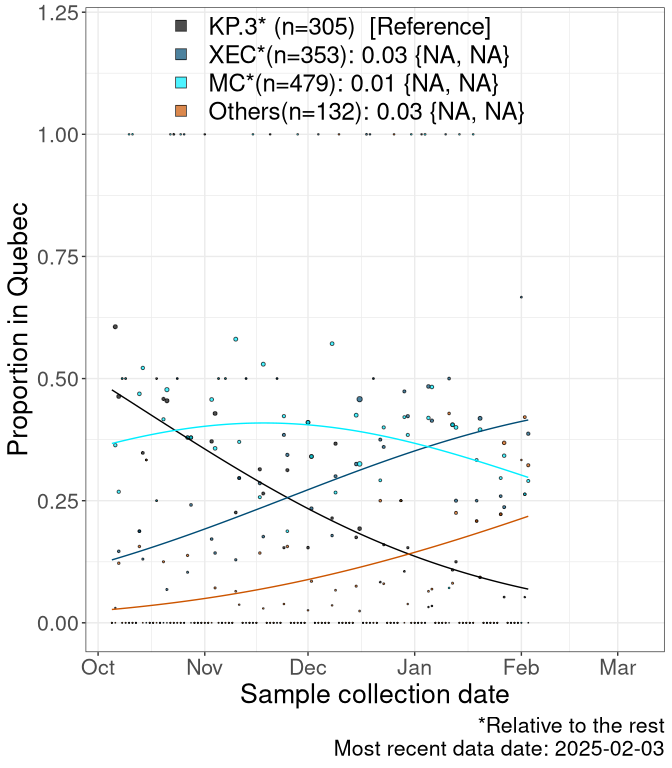 KP.3* (n=305)  [Reference]
XEC*(n=353): 0.03 {NA, NA}
MC*(n=479): 0.01 {NA, NA}
Others(n=132): 0.03 {NA, NA}
1.25
1.00
0.75
0.50
0.25
0.00
Proportion in Quebec
Oct Nov Dec Jan Feb Mar
Sample collection date
*Relative to the rest
Most recent data date: 2025-02-03